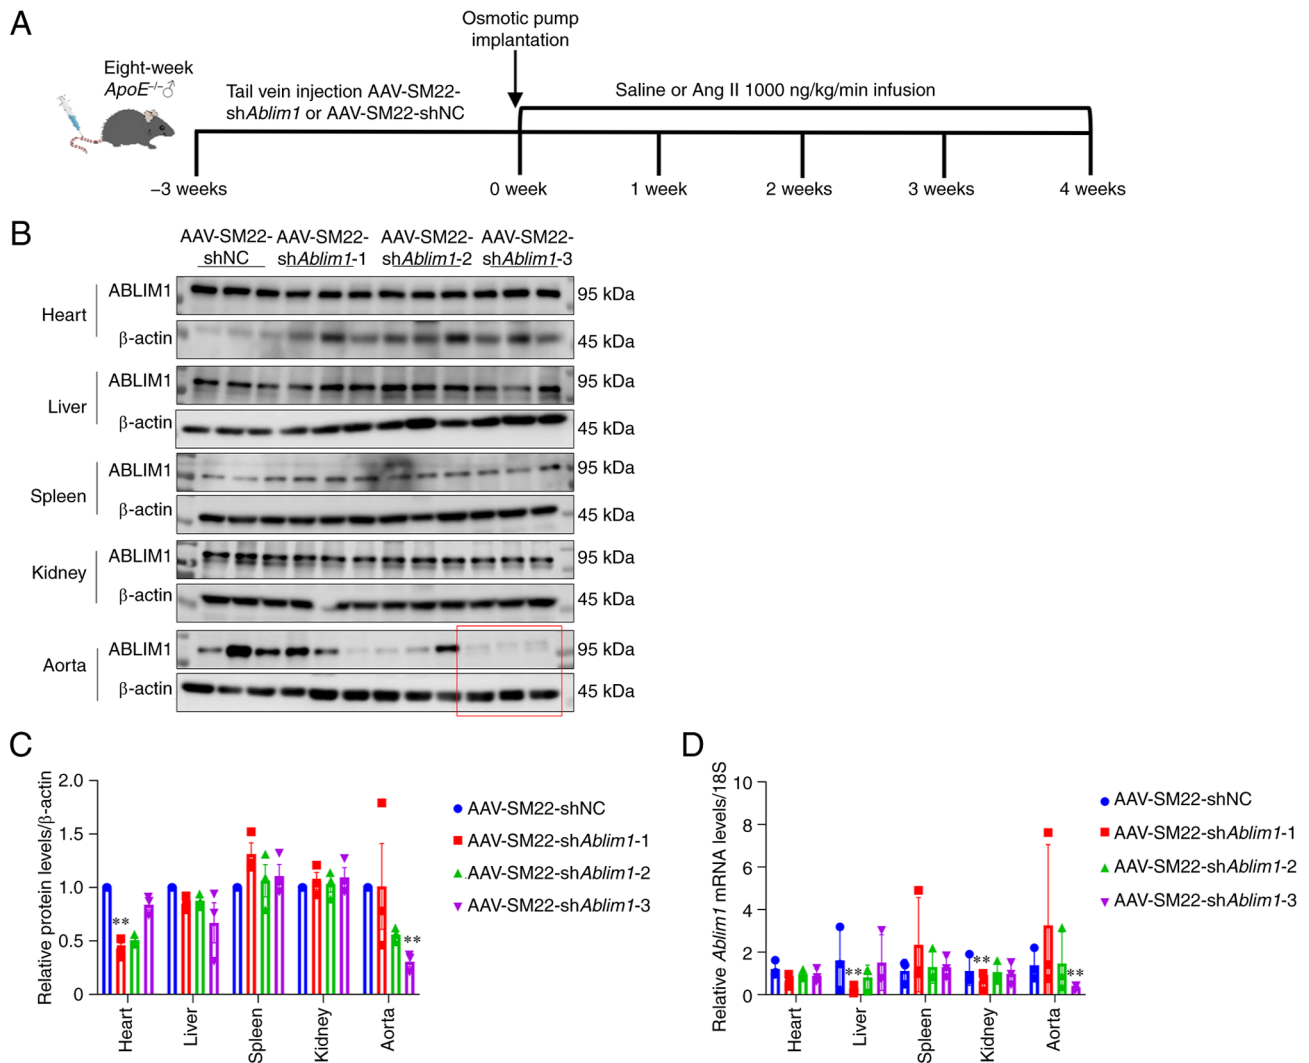 A
Osmotic pump
implantation
Eight-week
ApoE–/–♂
Tail vein injection AAV-SM22-
shAblim1 or AAV-SM22-shNC
Saline or Ang II 1000 ng/kg/min infusion
–3 weeks
0 week
1 week
2 weeks
3 weeks
4 weeks
B
AAV-SM22-
shNC
AAV-SM22-
shAblim1-1
AAV-SM22-
shAblim1-2
AAV-SM22-
shAblim1-3
Heart
ABLIM1
95 kDa
β-actin
45 kDa
Liver
ABLIM1
95 kDa
β-actin
45 kDa
Spleen
ABLIM1
95 kDa
β-actin
45 kDa
Kidney
ABLIM1
95 kDa
β-actin
45 kDa
Aorta
ABLIM1
95 kDa
β-actin
45 kDa
C
Relative protein levels/β-actin
2.0
1.5
1.0
0.5
0
**
**
Heart
Liver
Spleen
Kidney
Aorta
AAV-SM22-shNC
AAV-SM22-shAblim1-1
AAV-SM22-shAblim1-2
AAV-SM22-shAblim1-3
D
Relative Ablim1 mRNA levels/18S
10
8
6
4
2
0
**
**
**
Heart
Liver
Spleen
Kidney
Aorta
AAV-SM22-shNC
AAV-SM22-shAblim1-1
AAV-SM22-shAblim1-2
AAV-SM22-shAblim1-3